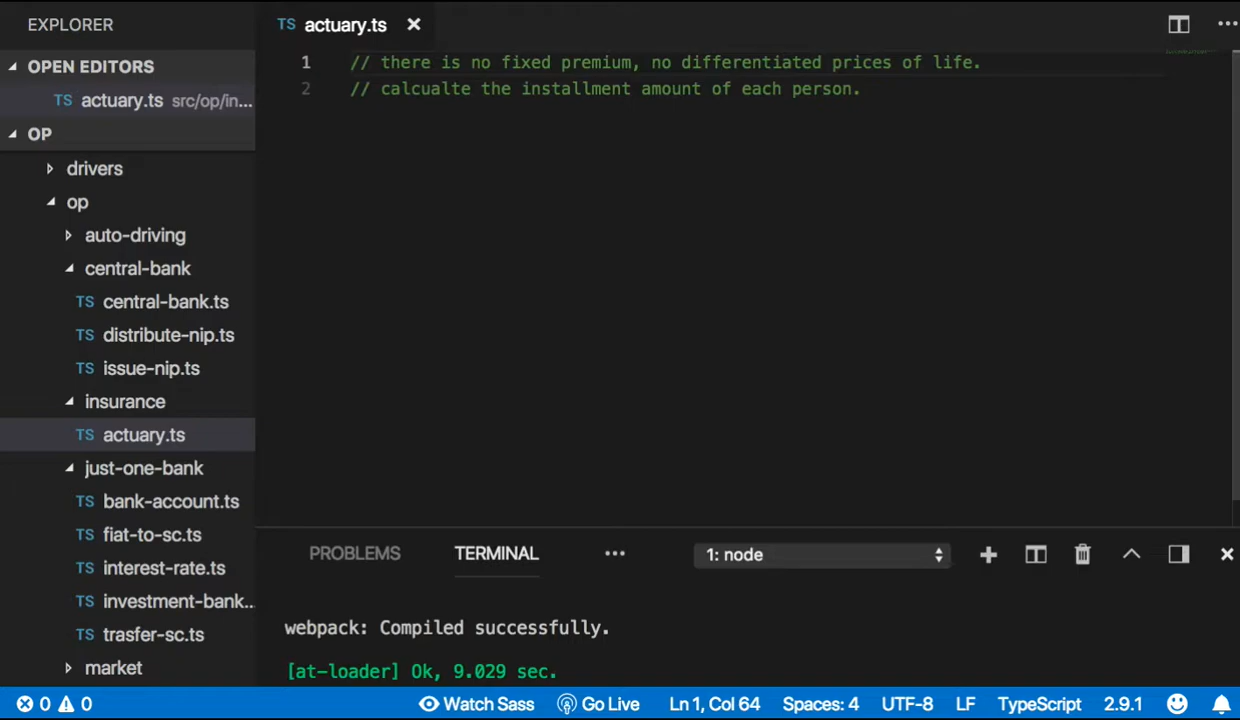 EXPLORER
OPEN EDITORS
TS actuary.ts src/op/in...
OP
drivers
op
auto-driving
central-bank
TS central-bank.ts
TS distribute-nip.ts
TS issue-nip.ts
insurance
TS actuary.ts
just-one-bank
TS bank-account.ts
TS fiat-to-sc.ts
TS interest-rate.ts
TS investment-bank...
TS trasfer-sc.ts
market
TS actuary.ts ×
1 // there is no fixed premium, no differentiated prices of life.
2 // calcualte the installment amount of each person.
PROBLEMS TERMINAL ... 1: node
webpack: Compiled successfully.
[at-loader] Ok, 9.029 sec.
0 0 Watch Sass Go Live Ln 1, Col 64 Spaces: 4 UTF-8 LF TypeScript 2.9.1